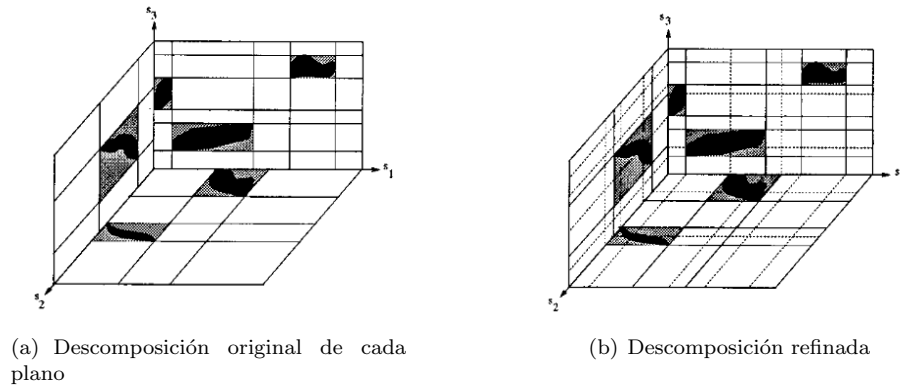 s3
s1
s2
s3
s
s2
(a) Descomposición original de cada
plano
(b) Descomposición refinada